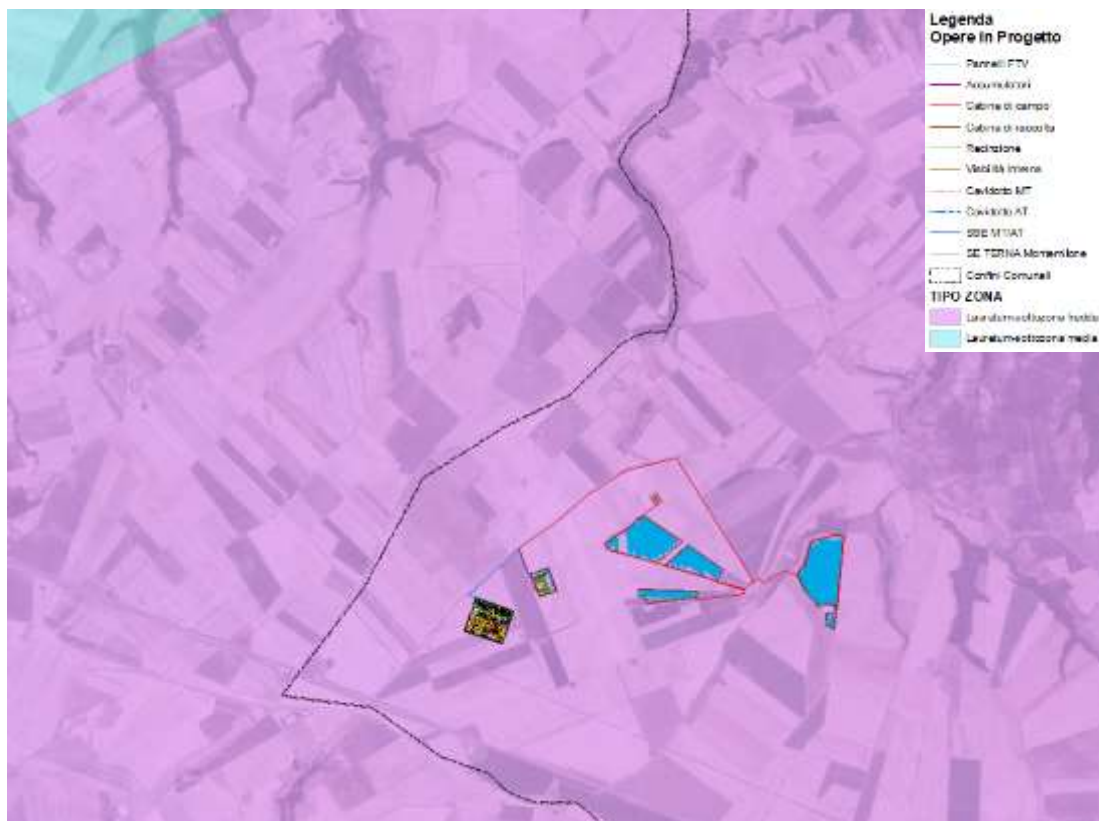 Legenda
Opere in Progetto
Pannelli FTV
Accumulatori
Cabina di campo
Cabina di raccolta
Recinzione
Viabilità interna
Cavidotto MT
Cavidotto AT
SSE MT/AT
SE TERNA Montemilone
Confini Comunali
TIPO ZONA
Lauretum-sottozona fredda
Lauretum-sottozona media